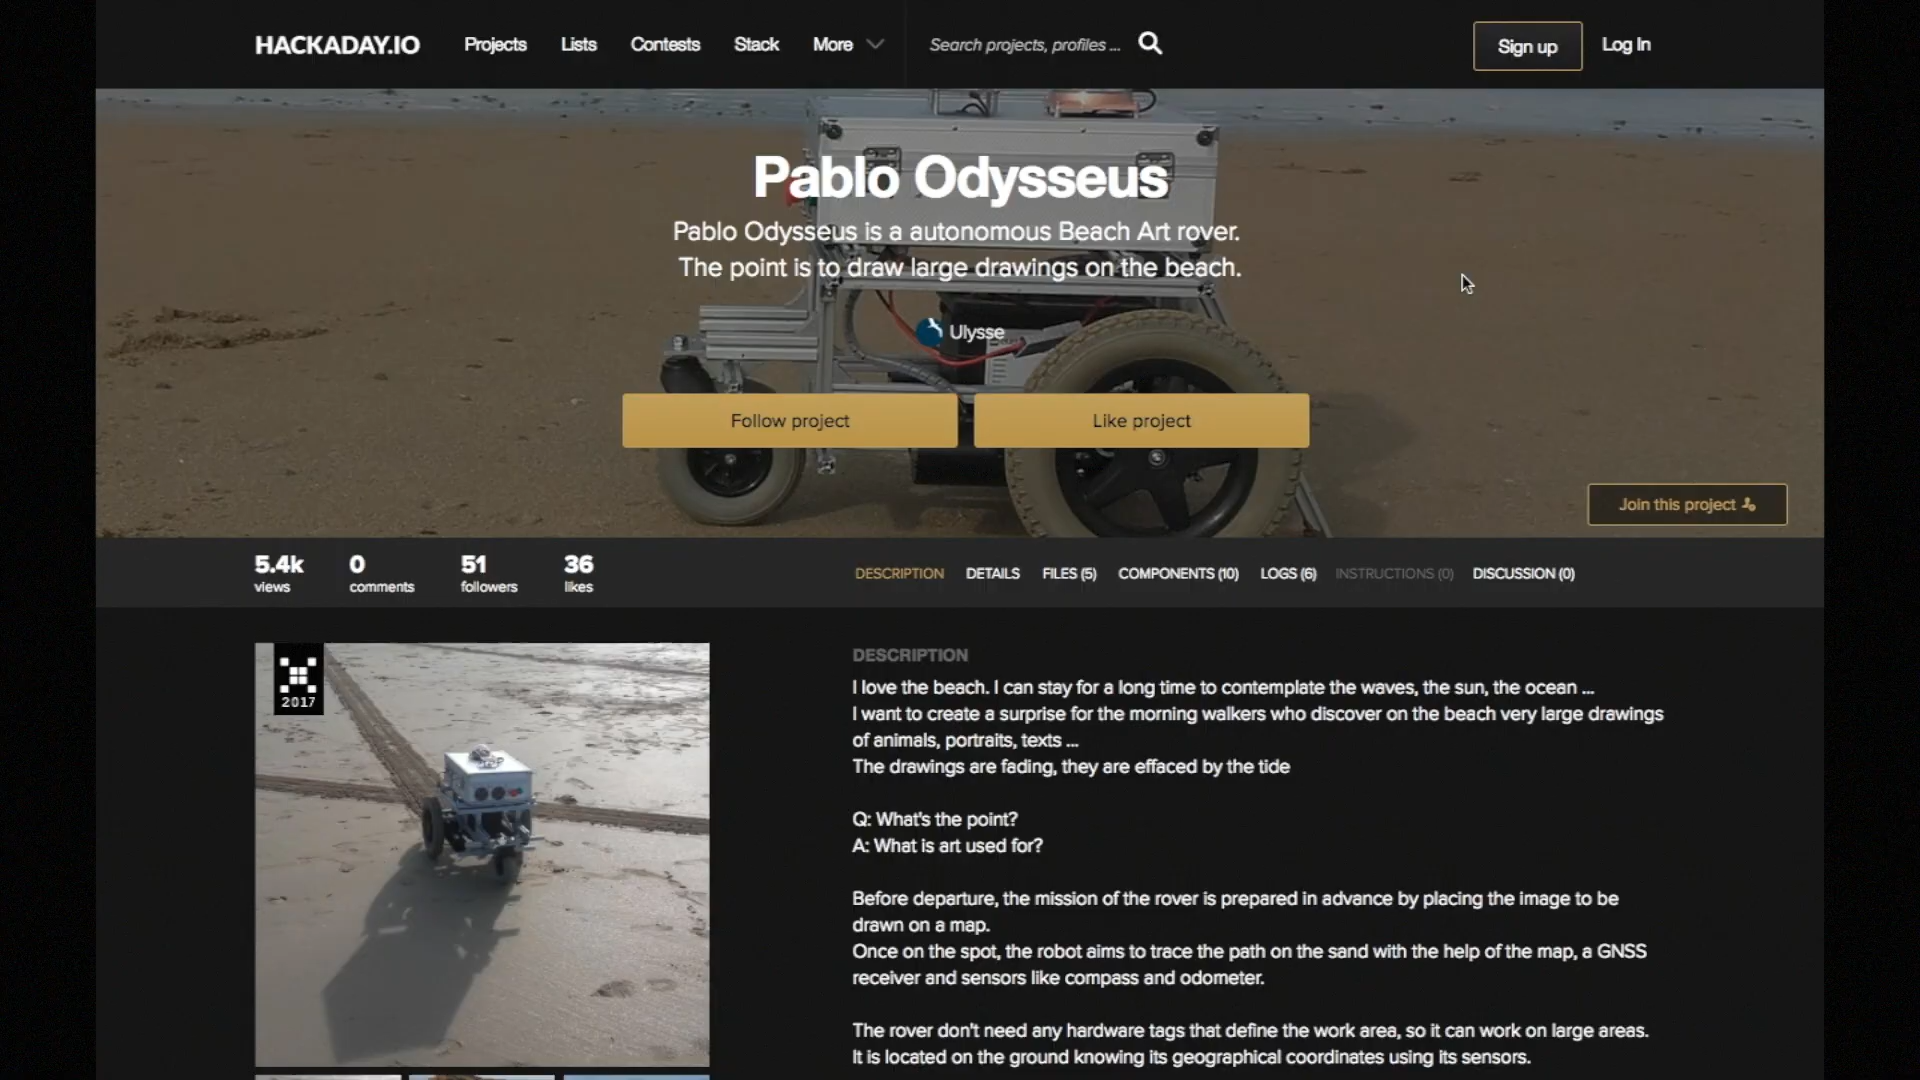 HACKADAY.IO Projects Lists Contests Stack More Search projects, profiles ... Sign up Log In
Pablo Odysseus
Pablo Odysseus is a autonomous Beach Art rover.
The point is to draw large drawings on the beach.
Ulysse
Follow project Like project
Join this project
5.4k 0 51 36
views comments followers likes
DESCRIPTION DETAILS FILES (5) COMPONENTS (10) LOGS (6) INSTRUCTIONS (0) DISCUSSION (0)
2017
DESCRIPTION
I love the beach. I can stay for a long time to contemplate the waves, the sun, the ocean ...
I want to create a surprise for the morning walkers who discover on the beach very large drawings
of animals, portraits, texts ...
The drawings are fading, they are effaced by the tide
Q: What's the point?
A: What is art used for?
Before departure, the mission of the rover is prepared in advance by placing the image to be
drawn on a map.
Once on the spot, the robot aims to trace the path on the sand with the help of the map, a GNSS
receiver and sensors like compass and odometer.
The rover don't need any hardware tags that define the work area, so it can work on large areas.
It is located on the ground knowing its geographical coordinates using its sensors.